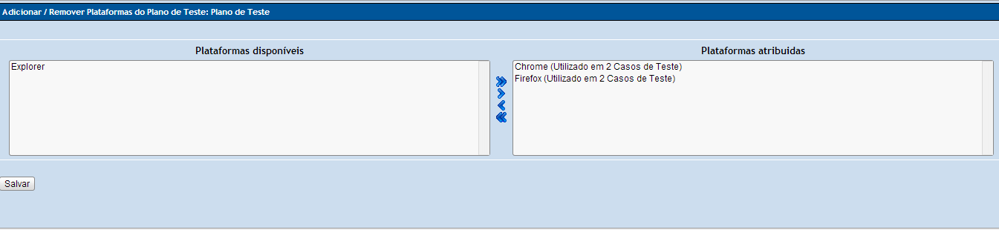 Adicionar / Remover Plataformas do Plano de Teste: Plano de Teste
Plataformas disponíveis
Explorer
Plataformas atribuidas
Chrome (Utilizado em 2 Casos de Teste)
Firefox (Utilizado em 2 Casos de Teste)
Salvar